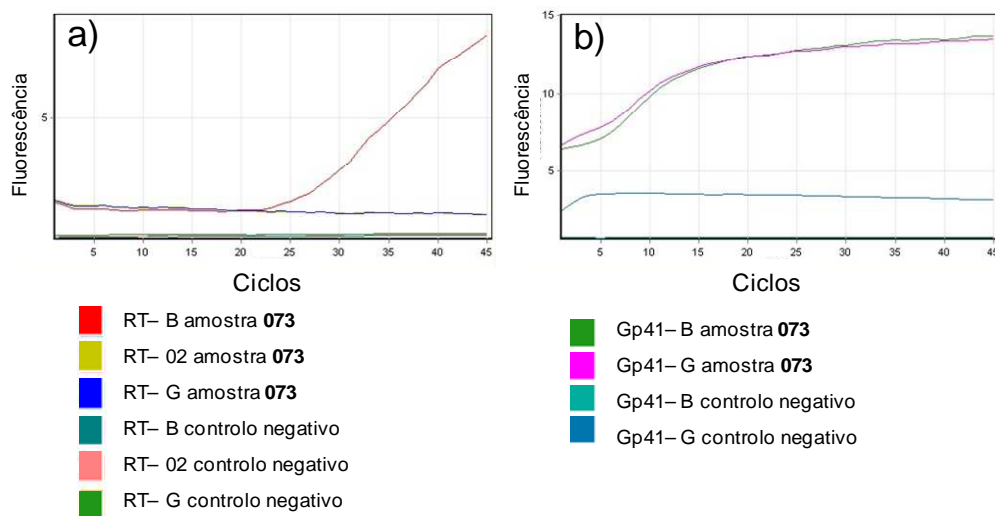 a)
5
Fluorescência
5 10 15 20 25 30 35 40 45
Ciclos
RT– B amostra 073
RT– 02 amostra 073
RT– G amostra 073
RT– B controlo negativo
RT– 02 controlo negativo
RT– G controlo negativo
b)
15
10
5
Fluorescência
5 10 15 20 25 30 35 40 45
Ciclos
Gp41– B amostra 073
Gp41– G amostra 073
Gp41– B controlo negativo
Gp41– G controlo negativo